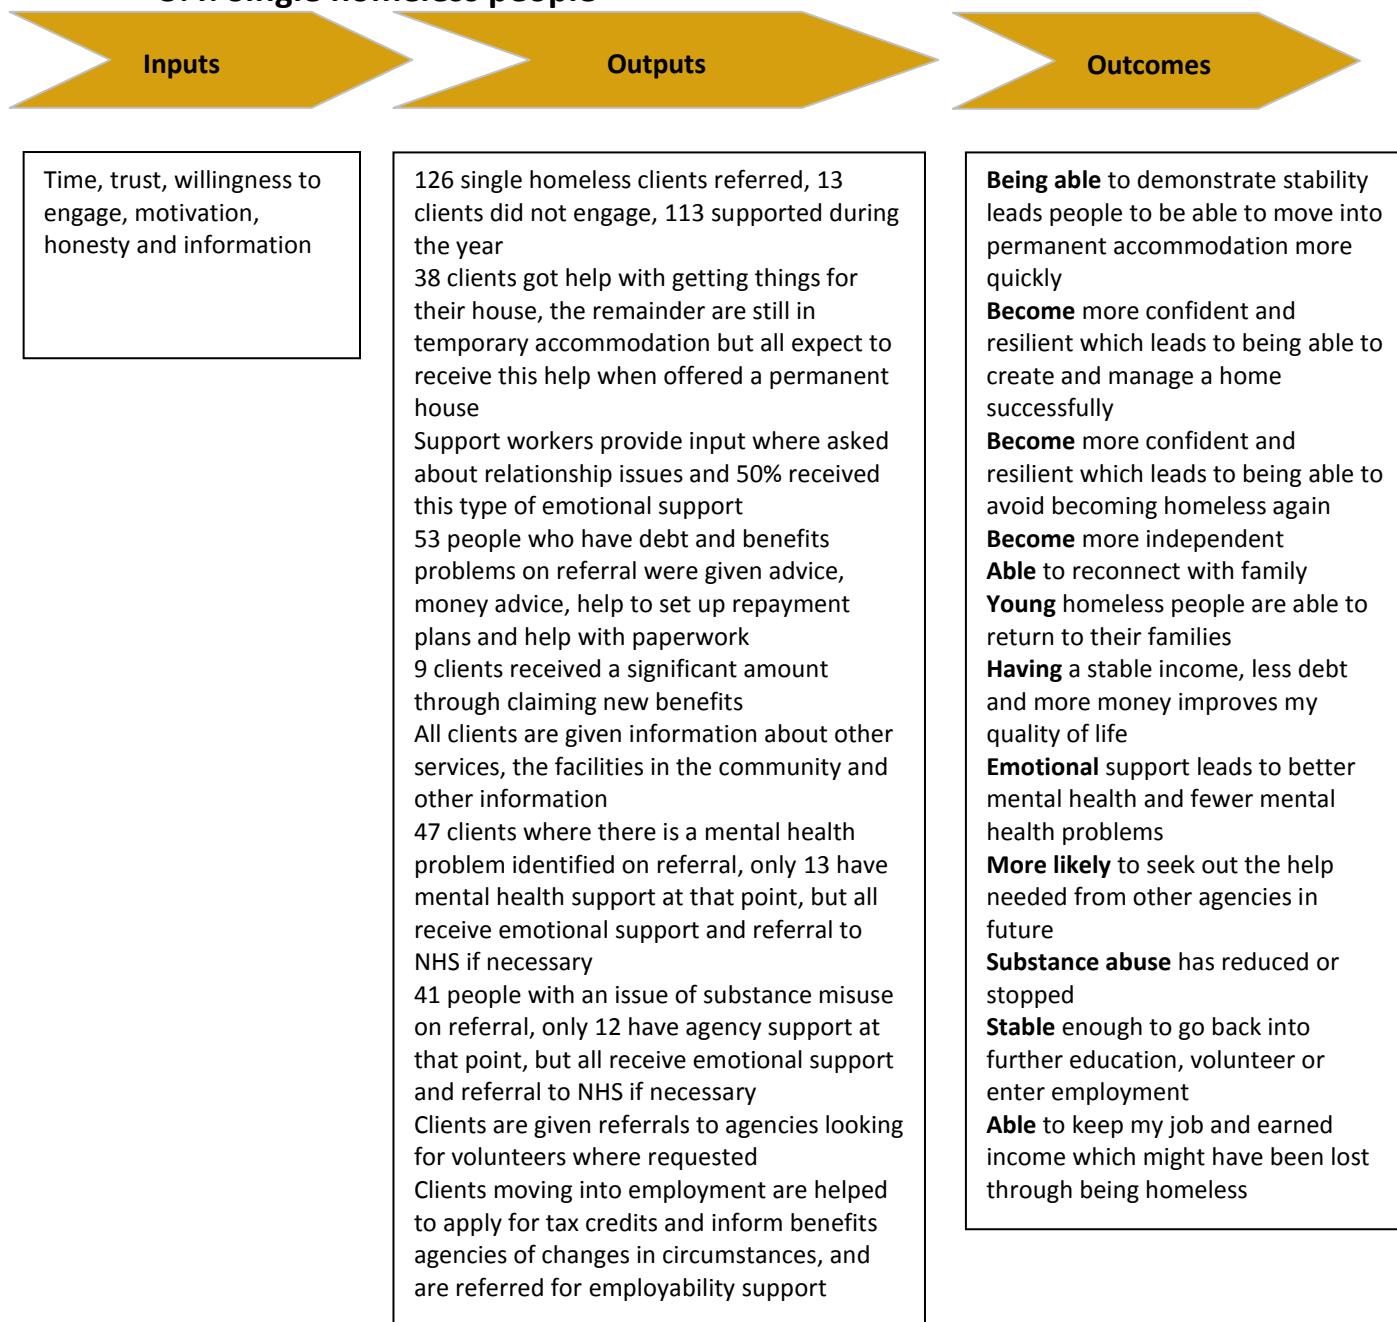 single homeless people
Inputs
Outputs
Outcomes
Time, trust, willingness to
engage, motivation,
honesty and information
126 single homeless clients referred, 13
clients did not engage, 113 supported during
the year
38 clients got help with getting things for
their house, the remainder are still in
temporary accommodation but all expect to
receive this help when offered a permanent
house
Support workers provide input where asked
about relationship issues and 50% received
this type of emotional support
53 people who have debt and benefits
problems on referral were given advice,
money advice, help to set up repayment
plans and help with paperwork
9 clients received a significant amount
through claiming new benefits
All clients are given information about other
services, the facilities in the community and
other information
47 clients where there is a mental health
problem identified on referral, only 13 have
mental health support at that point, but all
receive emotional support and referral to
NHS if necessary
41 people with an issue of substance misuse
on referral, only 12 have agency support at
that point, but all receive emotional support
and referral to NHS if necessary
Clients are given referrals to agencies looking
for volunteers where requested
Clients moving into employment are helped
to apply for tax credits and inform benefits
agencies of changes in circumstances, and
are referred for employability support
Being able to demonstrate stability
leads people to be able to move into
permanent accommodation more
quickly
Become more confident and
resilient which leads to being able to
create and manage a home
successfully
Become more confident and
resilient which leads to being able to
avoid becoming homeless again
Become more independent
Able to reconnect with family
Young homeless people are able to
return to their families
Having a stable income, less debt
and more money improves my
quality of life
Emotional support leads to better
mental health and fewer mental
health problems
More likely to seek out the help
needed from other agencies in
future
Substance abuse has reduced or
stopped
Stable enough to go back into
further education, volunteer or
enter employment
Able to keep my job and earned
income which might have been lost
through being homeless